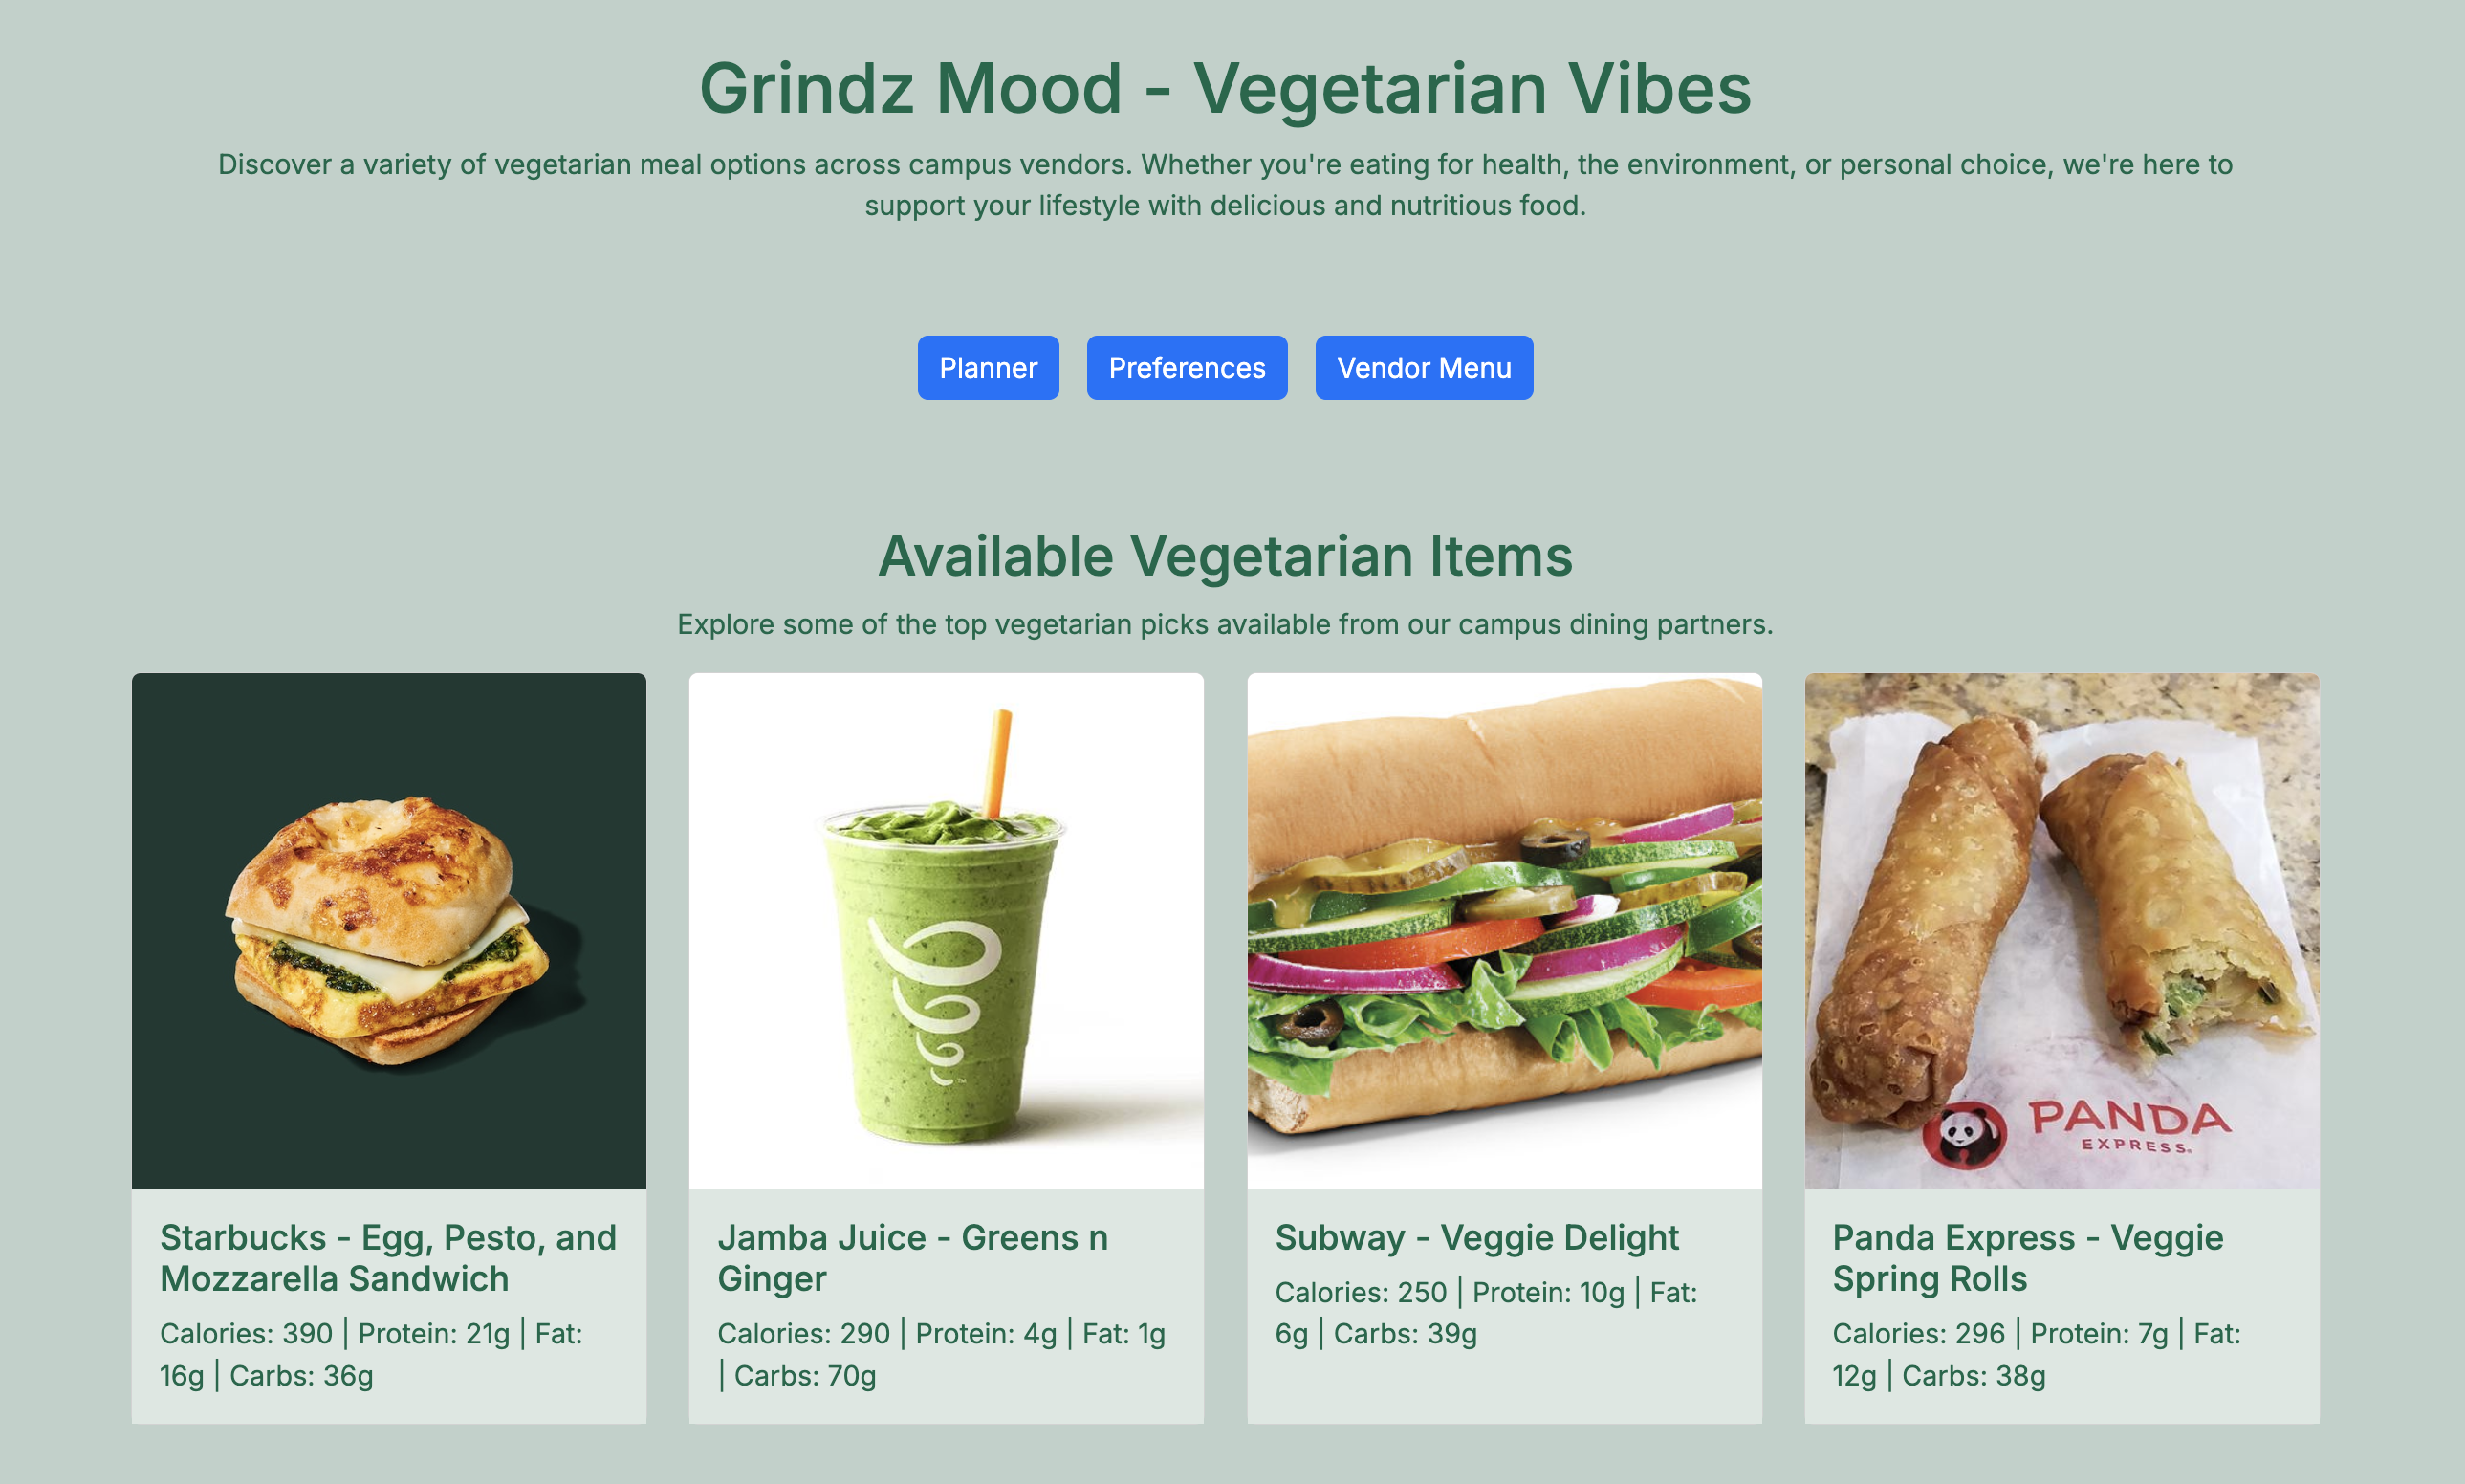 Grindz Mood - Vegetarian Vibes
Discover a variety of vegetarian meal options across campus vendors. Whether you're eating for health, the environment, or personal choice, we're here to
support your lifestyle with delicious and nutritious food.
Planner
Preferences
Vendor Menu
Available Vegetarian Items
Explore some of the top vegetarian picks available from our campus dining partners.
PANDA
EXPRESS
Starbucks - Egg, Pesto, and
Mozzarella Sandwich
Calories: 390 | Protein: 21g | Fat:
16g | Carbs: 36g
Jamba Juice - Greens n
Ginger
Calories: 290 | Protein: 4g | Fat: 1g
| Carbs: 70g
Subway - Veggie Delight
Calories: 250 | Protein: 10g | Fat:
6g | Carbs: 39g
Panda Express - Veggie
Spring Rolls
Calories: 296 | Protein: 7g | Fat:
12g | Carbs: 38g